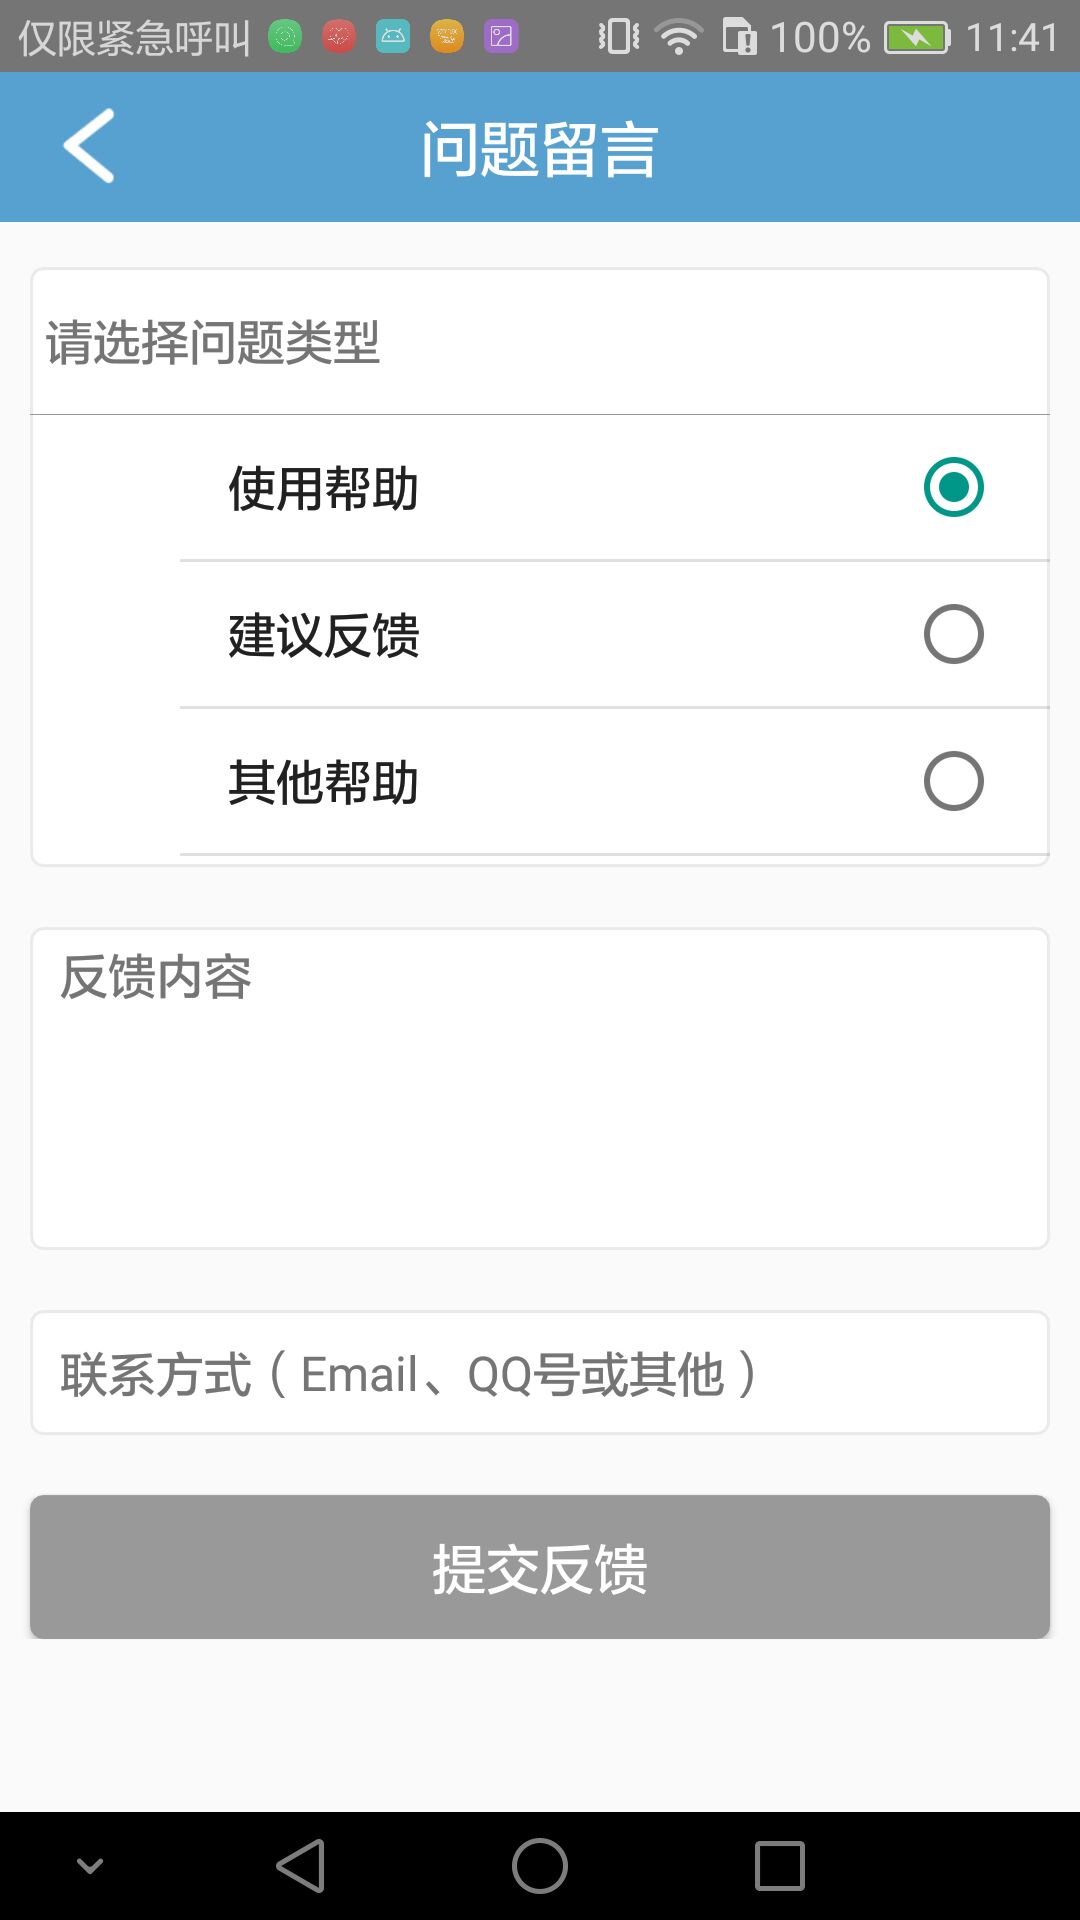 仅限紧急呼叫 100% 11:41
问题留言
请选择问题类型
使用帮助
建议反馈
其他帮助
反馈内容
联系方式（Email、QQ号或其他）
提交反馈